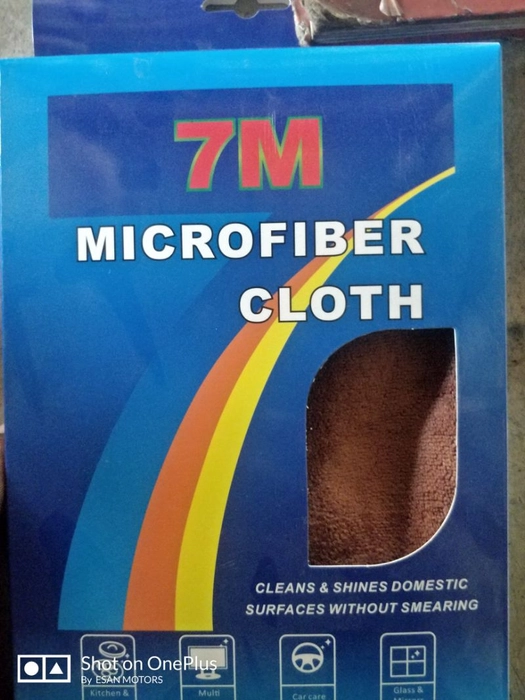 7M
MICROFIBER
CLOTH
CLEANS & SHINES DOMESTIC
SURFACES WITHOUT SMEARING
Kitchen &
Multi
Car care
Glass &
Shot on OnePlus
By ESAN MOTORS